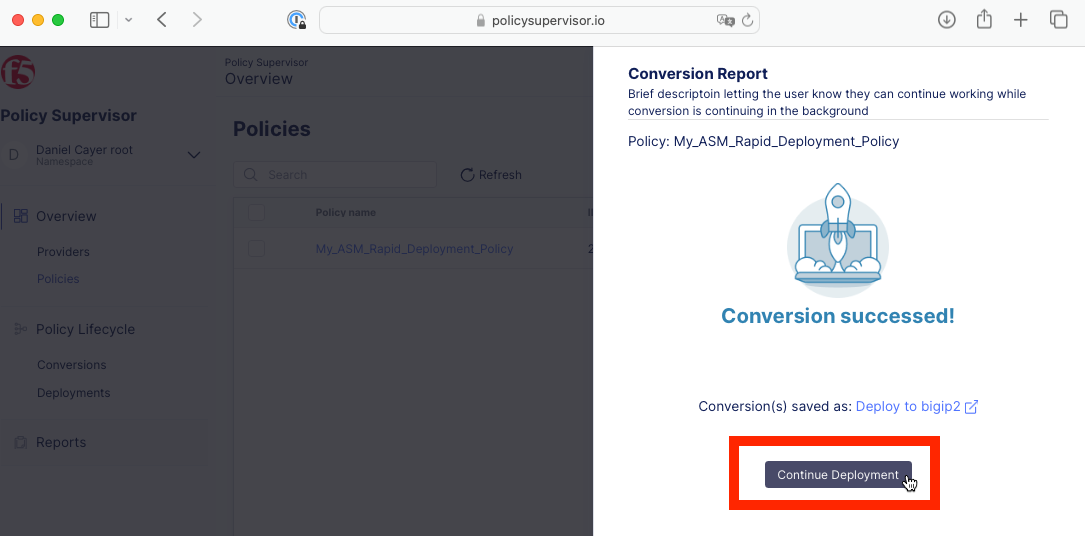 policysupervisor.io
f5
Policy Supervisor
Overview
Policy Supervisor
D
Daniel Cayer root
Namespace
Overview
Providers
Policies
Policy Lifecycle
Conversions
Deployments
Reports
Policies
Search
Refresh
Policy name
My_ASM_Rapid_Deployment_Policy
2
Conversion Report
Brief descriptoin letting the user know they can continue working while
conversion is continuing in the background
Policy: My_ASM_Rapid_Deployment_Policy
Conversion successed!
Conversion(s) saved as: Deploy to bigip2
Continue Deployment